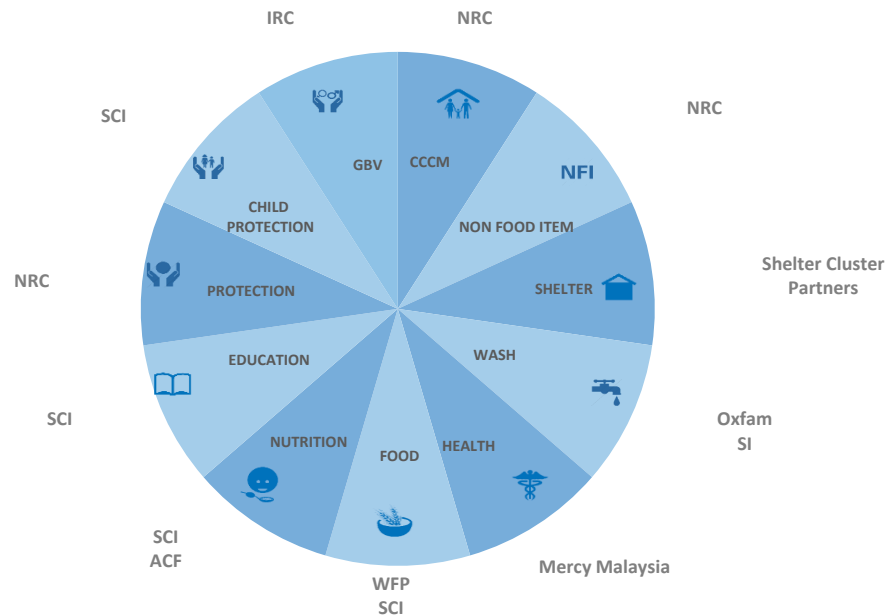 IRC
NRC
SCI
NRC
NFI
GBV
CCCM
CHILD
PROTECTION
NON FOOD ITEM
Shelter Cluster
Partners
NRC
PROTECTION
SHELTER
EDUCATION
WASH
SCI
Oxfam
SI
NUTRITION
FOOD
HEALTH
SCI
ACF
WFP
SCI
Mercy Malaysia